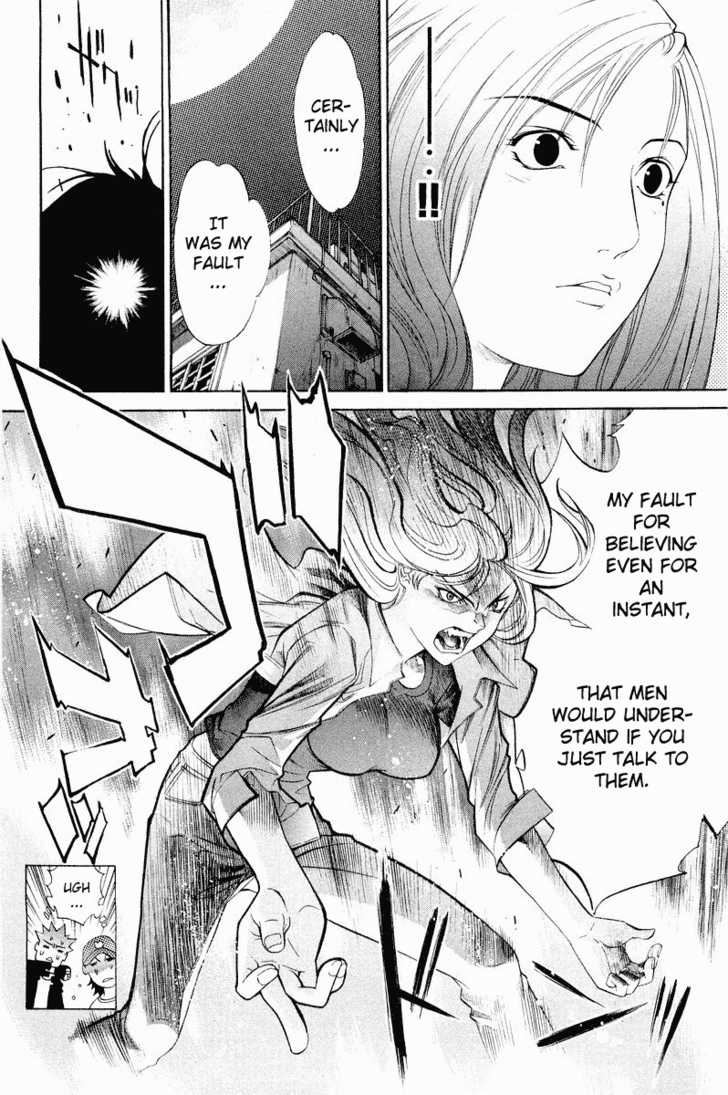 !!
CER-
TAINLY
...
IT
WAS MY
FAULT
...
MY FAULT
FOR
BELIEVING
EVEN FOR
AN
INSTANT,
THAT MEN
WOULD UNDER-
STAND IF YOU
JUST TALK TO
THEM.
UGH
...